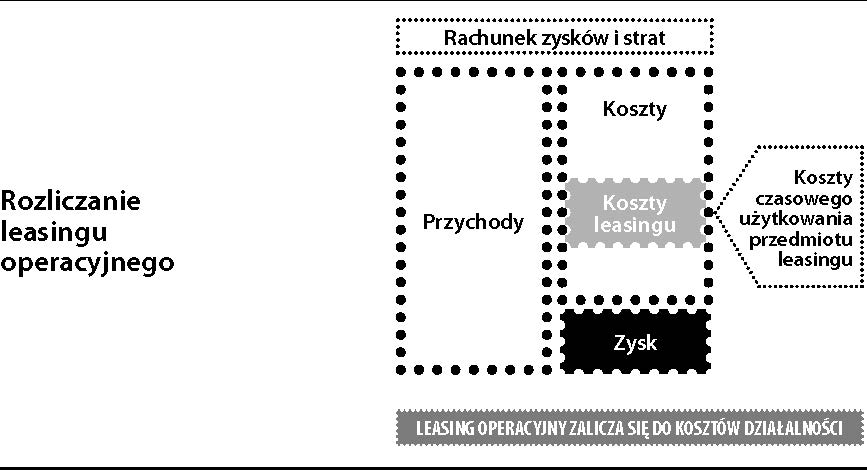 Rachunek zysków i strat
Koszty
Rozliczanie
leasingu
operacyjnego
Przychody
Koszty
leasingu
Koszty
czasowego
użytkowania
przedmiotu
leasingu
Zysk
LEASING OPERACYJNY ZALICZA SIĘ DO KOSZTÓW DZIAŁALNOŚCI